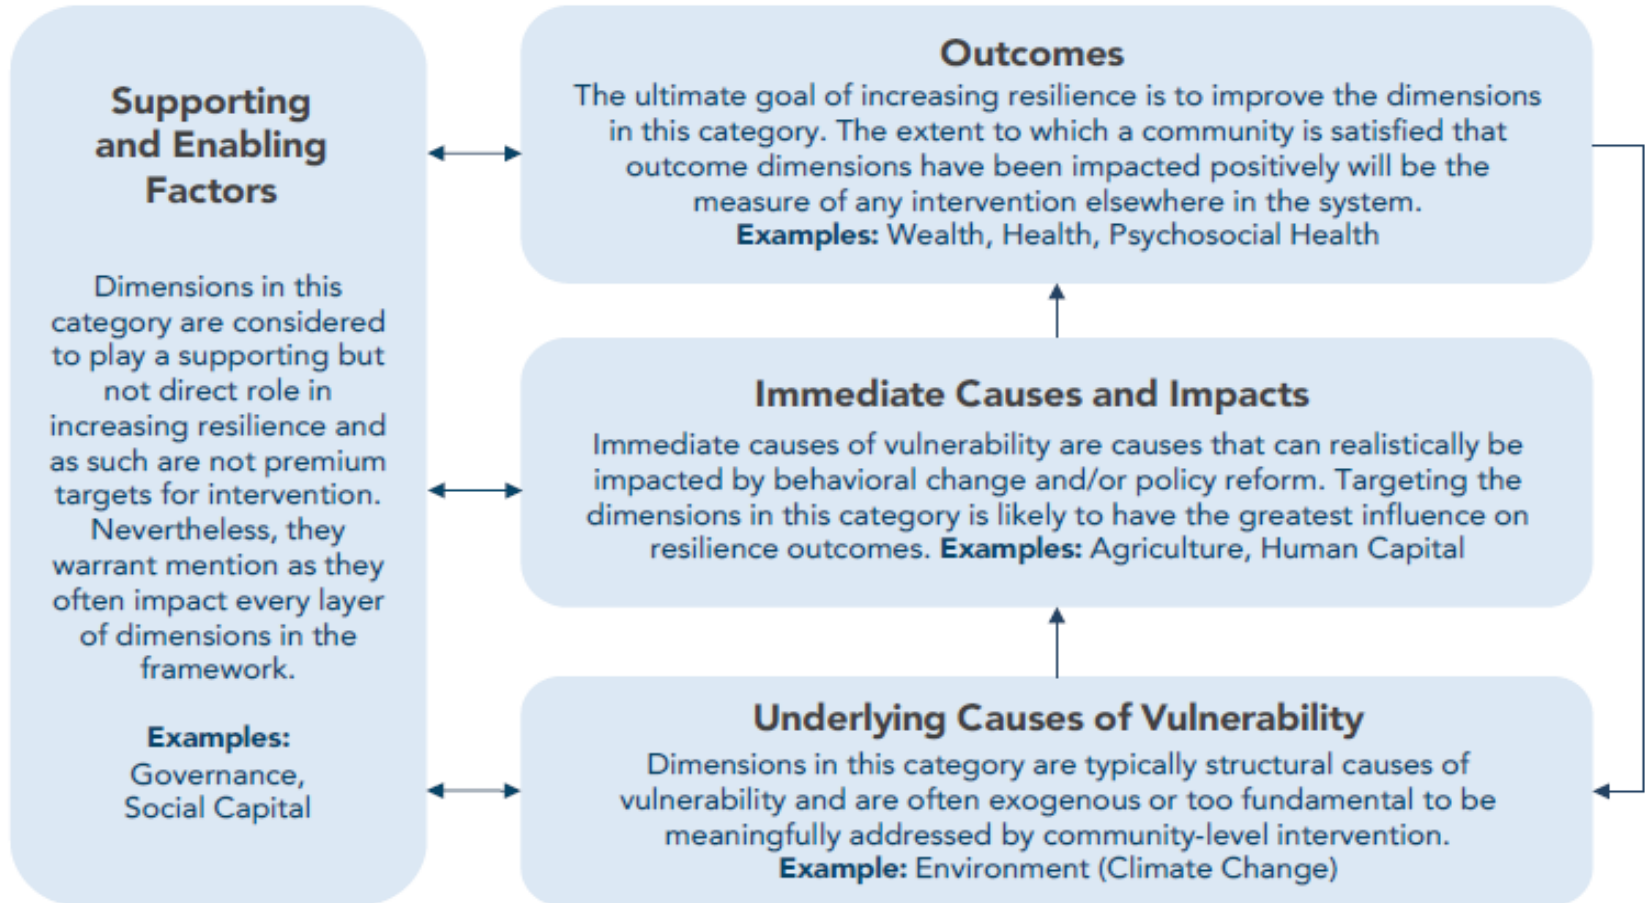 Supporting
and Enabling
Factors
Dimensions in this
category are considered
to play a supporting but
not direct role in
increasing resilience and
as such are not premium
targets for intervention.
Nevertheless, they
warrant mention as they
often impact every layer
of dimensions in the
framework.
Examples:
Governance,
Social Capital
Outcomes
The ultimate goal of increasing resilience is to improve the dimensions
in this category. The extent to which a community is satisfied that
outcome dimensions have been impacted positively will be the
measure of any intervention elsewhere in the system.
Examples: Wealth, Health, Psychosocial Health
Immediate Causes and Impacts
Immediate causes of vulnerability are causes that can realistically be
impacted by behavioral change and/or policy reform. Targeting the
dimensions in this category is likely to have the greatest influence on
resilience outcomes. Examples: Agriculture, Human Capital
Underlying Causes of Vulnerability
Dimensions in this category are typically structural causes of
vulnerability and are often exogenous or too fundamental to be
meaningfully addressed by community-level intervention.
Example: Environment (Climate Change)